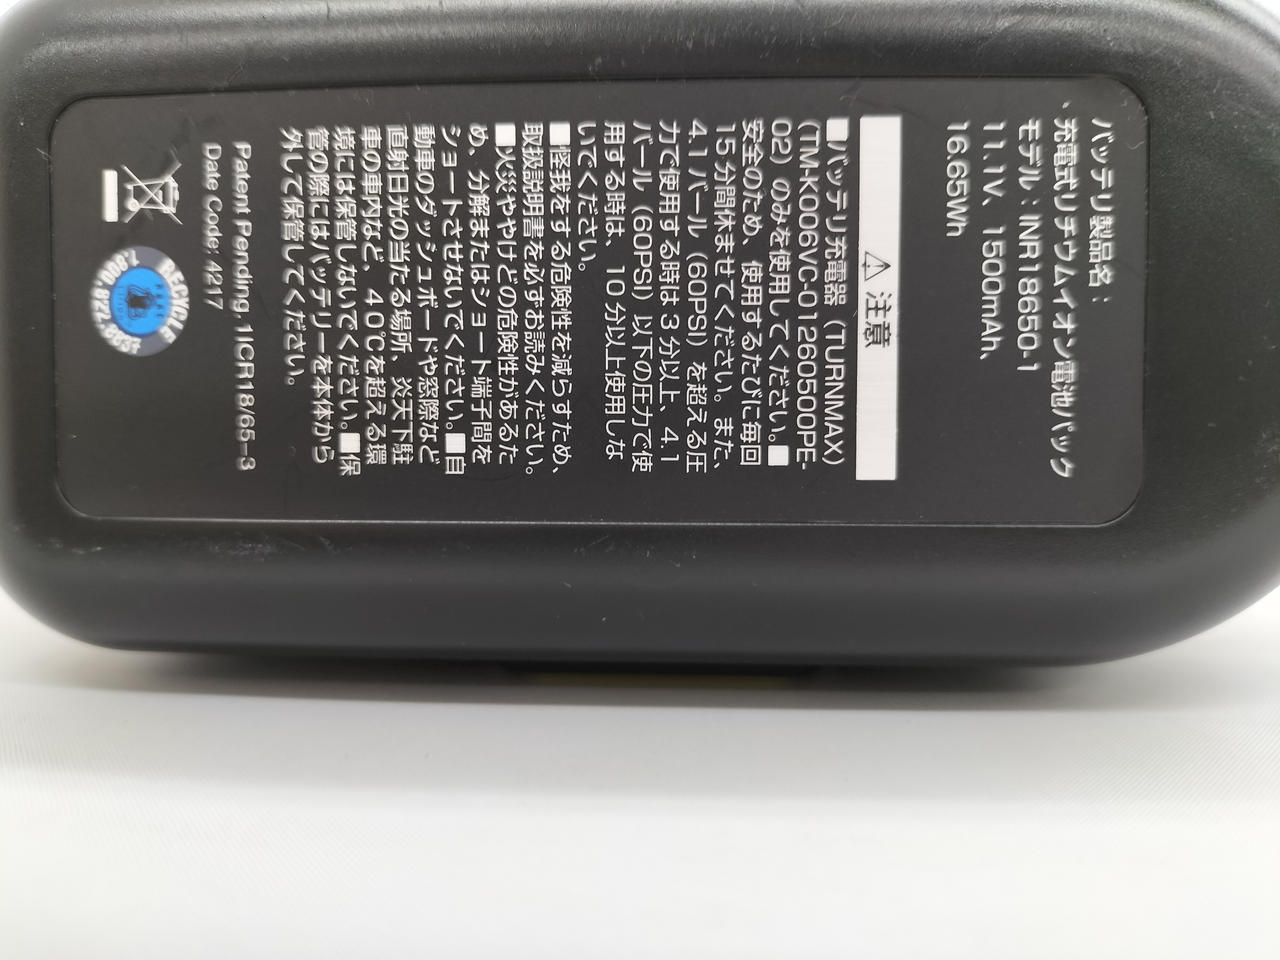 バッテリ製品名：
、充電式リチウムイオン電池パック
モデル：INR18650-1
11.1V、1500mAh、
16.65Wh
⚠ 注意
■バッテリ充電器（TURNMAX）
(TM-K006VC-01260500PE-
02）のみを使用してください。■
安全のため、使用するたびに毎回
15分間休ませてください。また、
4.1バール（60PSI）を超える圧
力で使用する時は3分以上、4.1
バール（60PSI）以下の圧力で使
用する時は、10分以上使用しな
いでください。
■怪我をする危険性を減らすため、
取扱説明書を必ずお読みください。
■火災ややけどの危険性があるた
め、分解またはショート端子間を
ショートさせないでください。■自
動車のダッシュボードや窓際など
直射日光の当たる場所、炎天下駐
車の車内など、40℃を超える環
境には保管しないでください。■保
管の際にはバッテリーを本体から
外して保管してください。
Patent Pending, 1ICR18/65-3
Date Code: 4217
RECYCLE
1.800.822.8837